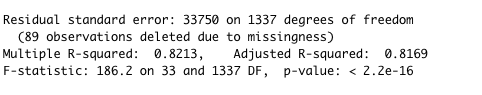 Residual standard error: 33750 on 1337 degrees of freedom
(89 observations deleted due to missingness)
Multiple R-squared:  0.8213,    Adjusted R-squared:  0.8169
F-statistic: 186.2 on 33 and 1337 DF,  p-value: < 2.2e-16